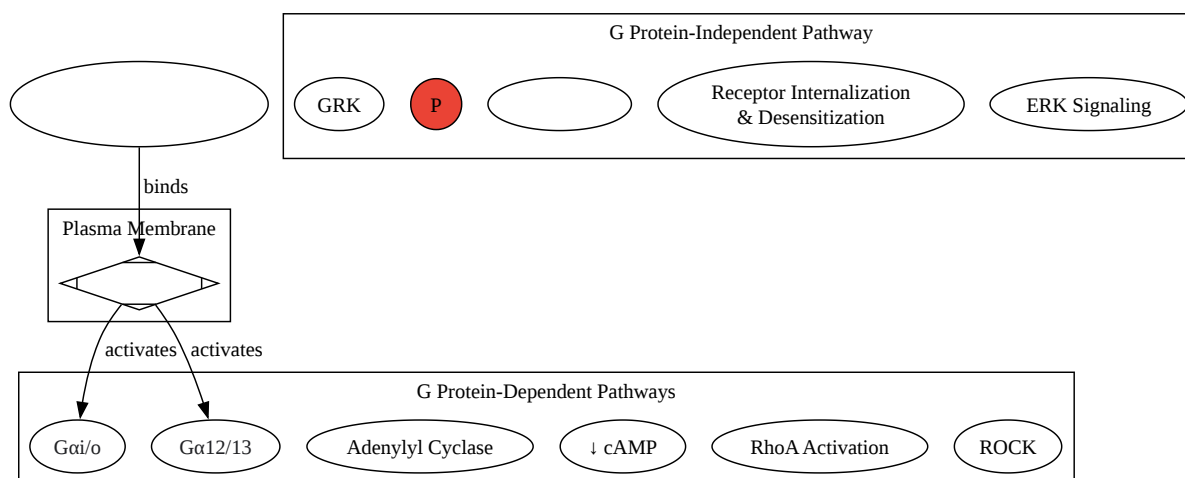 G Protein-Independent Pathway
GRK
P
Receptor Internalization
& Desensitization
ERK Signaling
binds
Plasma Membrane
activates
activates
G Protein-Dependent Pathways
Gαi/o
Gα12/13
Adenylyl Cyclase
↓ cAMP
RhoA Activation
ROCK